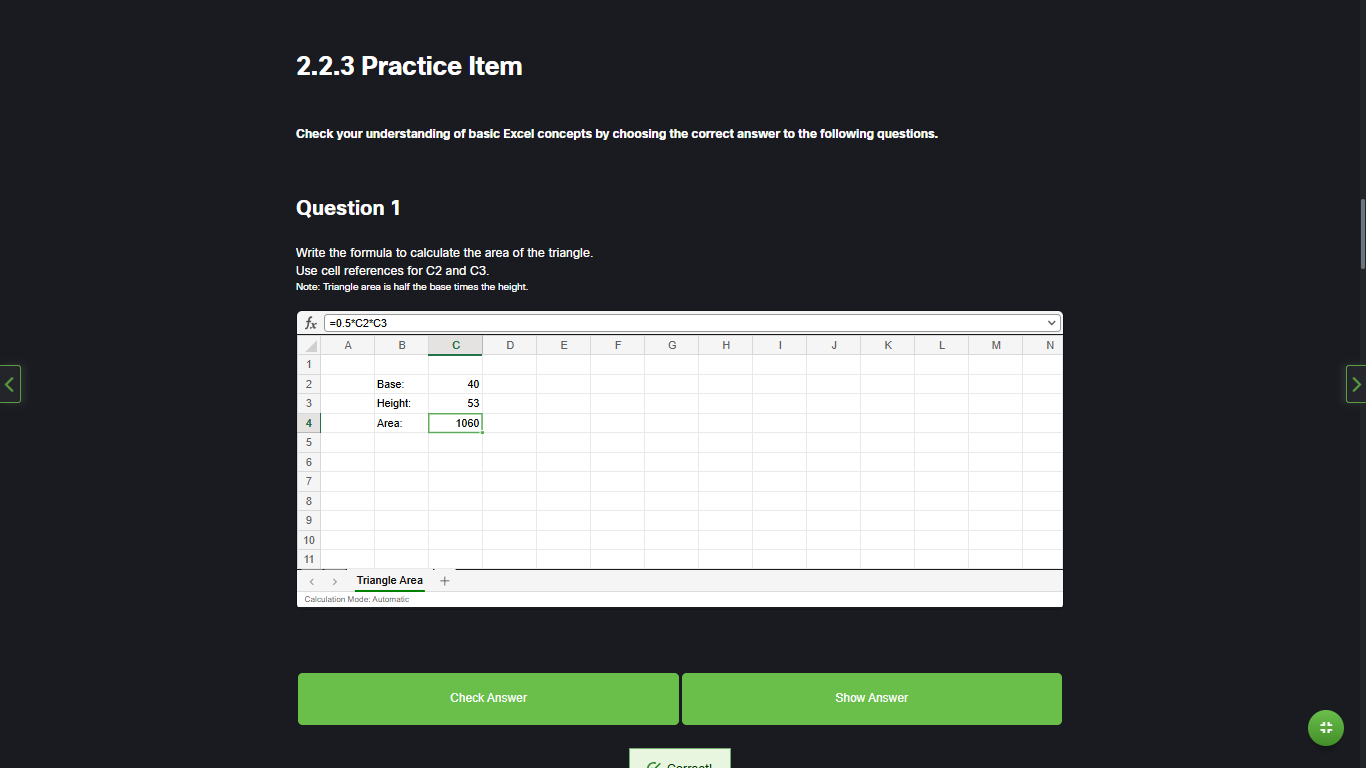 2.2.3 Practice Item
Check your understanding of basic Excel concepts by choosing the correct answer to the following questions.
Question 1
Write the formula to calculate the area of the triangle.
Use cell references for C2 and C3.
Note: Triangle area is half the base times the height.
fx =0.5*C2*C3
A B C D E F G H I J K L M N
1
2 Base: 40
3 Height: 53
4 Area: 1060
5
6
7
8
9
10
11
Triangle Area +
Calculation Mode: Automatic
Check Answer Show Answer
Correct!